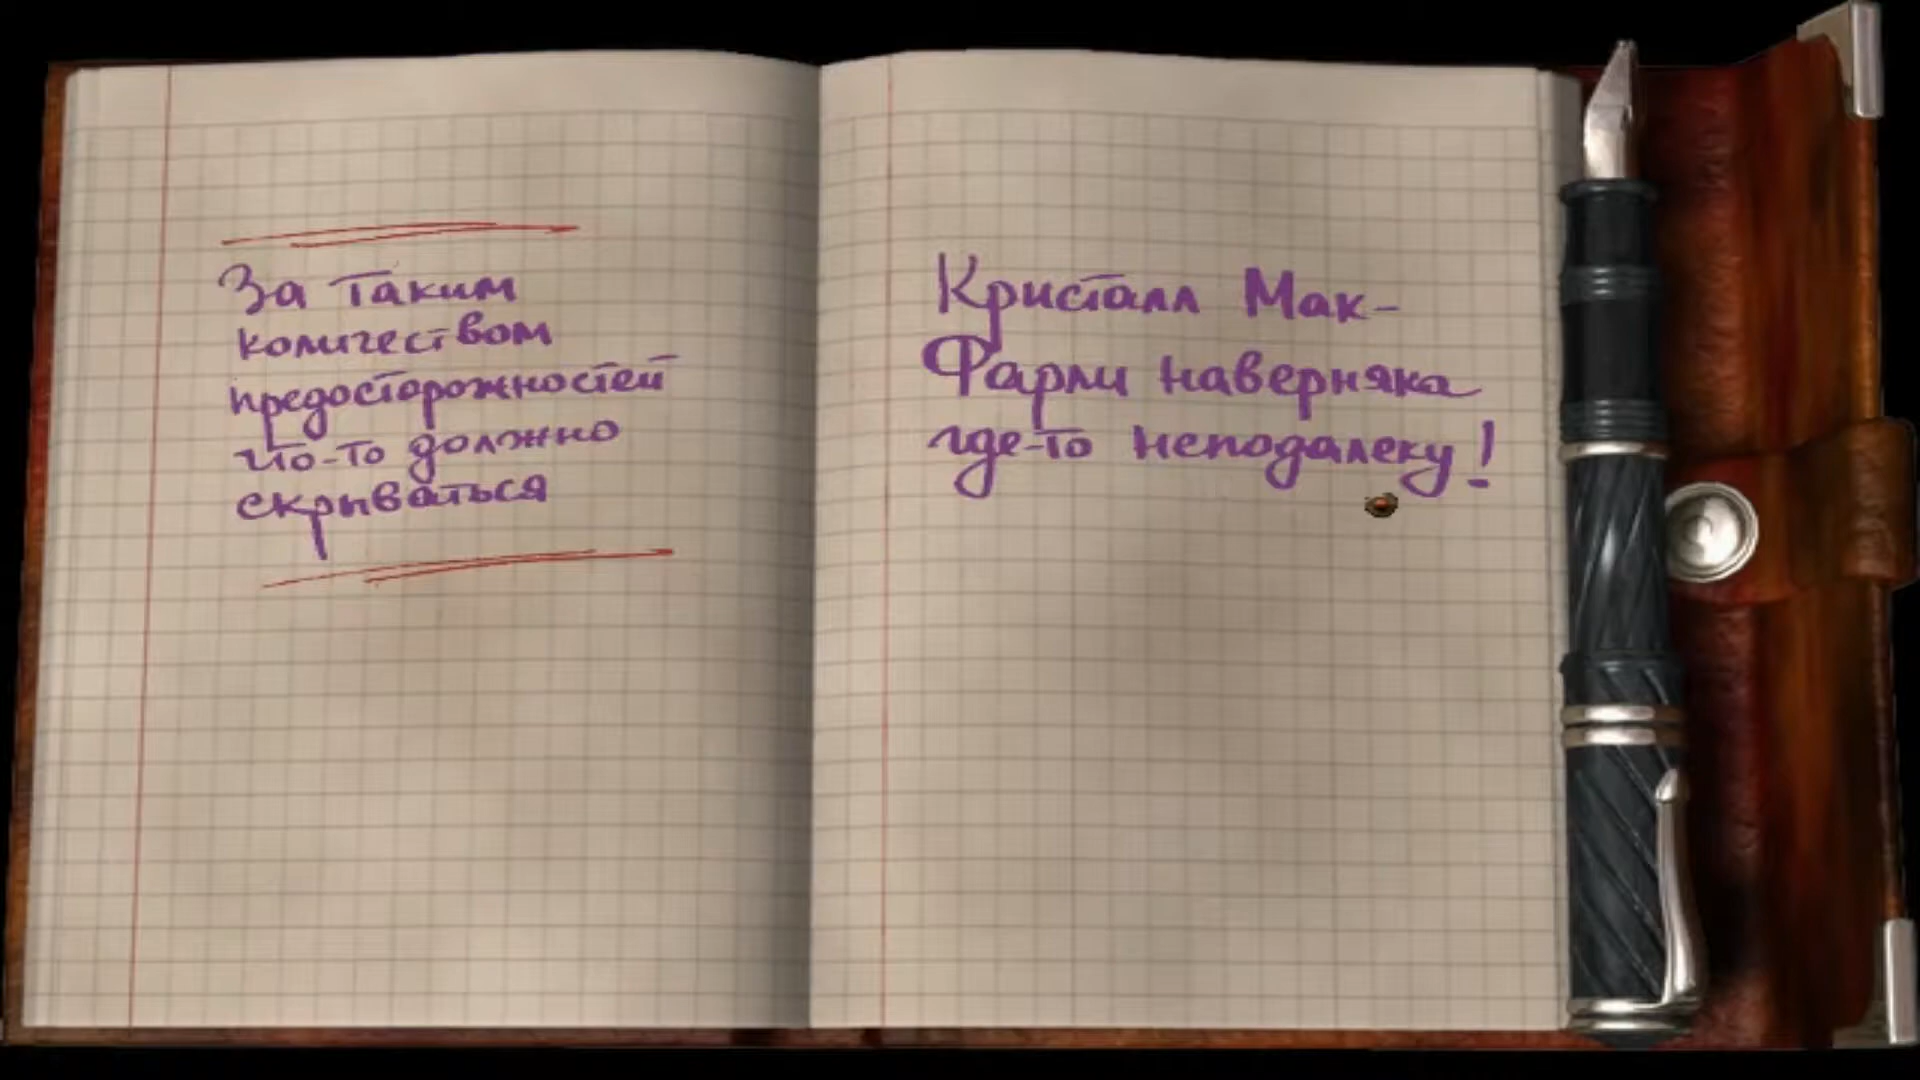 За таким
количеством
предосторожностей
что-то должно
скрываться
Кристалл Мак-
Фарли наверняка
где-то неподалеку!